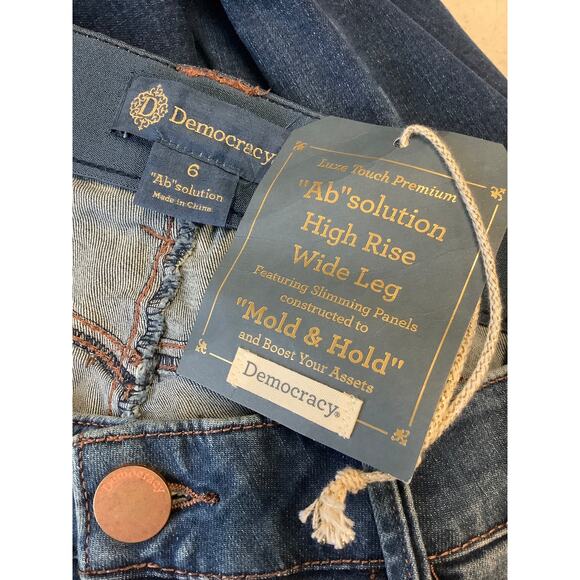 D
Democracy
6
"Ab"solution
Made in China
Luxe Touch Premium
"Ab"solution
High Rise
Wide Leg
Featuring Slimming Panels
constructed to
"Mold & Hold"
and Boost Your Assets
Democracy®